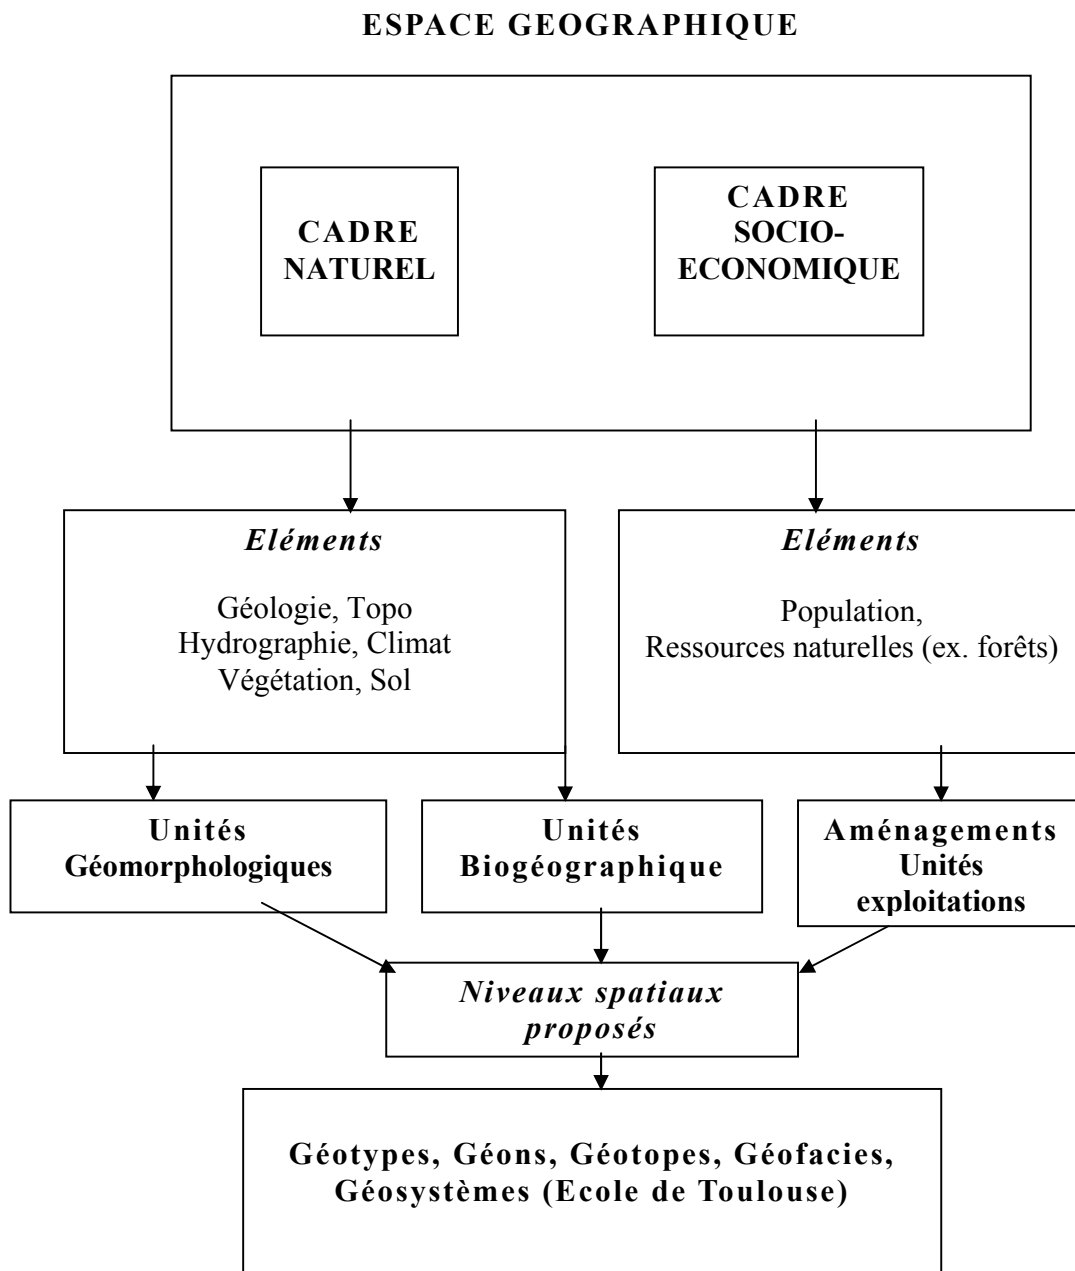 ESPACE GEOGRAPHIQUE
CADRE
NATUREL
CADRE
SOCIO-
ECONOMIQUE
Eléments
Géologie, Topo
Hydrographie, Climat
Végétation, Sol
Eléments
Population,
Ressources naturelles (ex. forêts)
Unités
Géomorphologiques
Unités
Biogéographique
Aménagements
Unités
exploitations
Niveaux spatiaux
proposés
Géotypes, Géons, Géotopes, Géofacies,
Géosystèmes (Ecole de Toulouse)